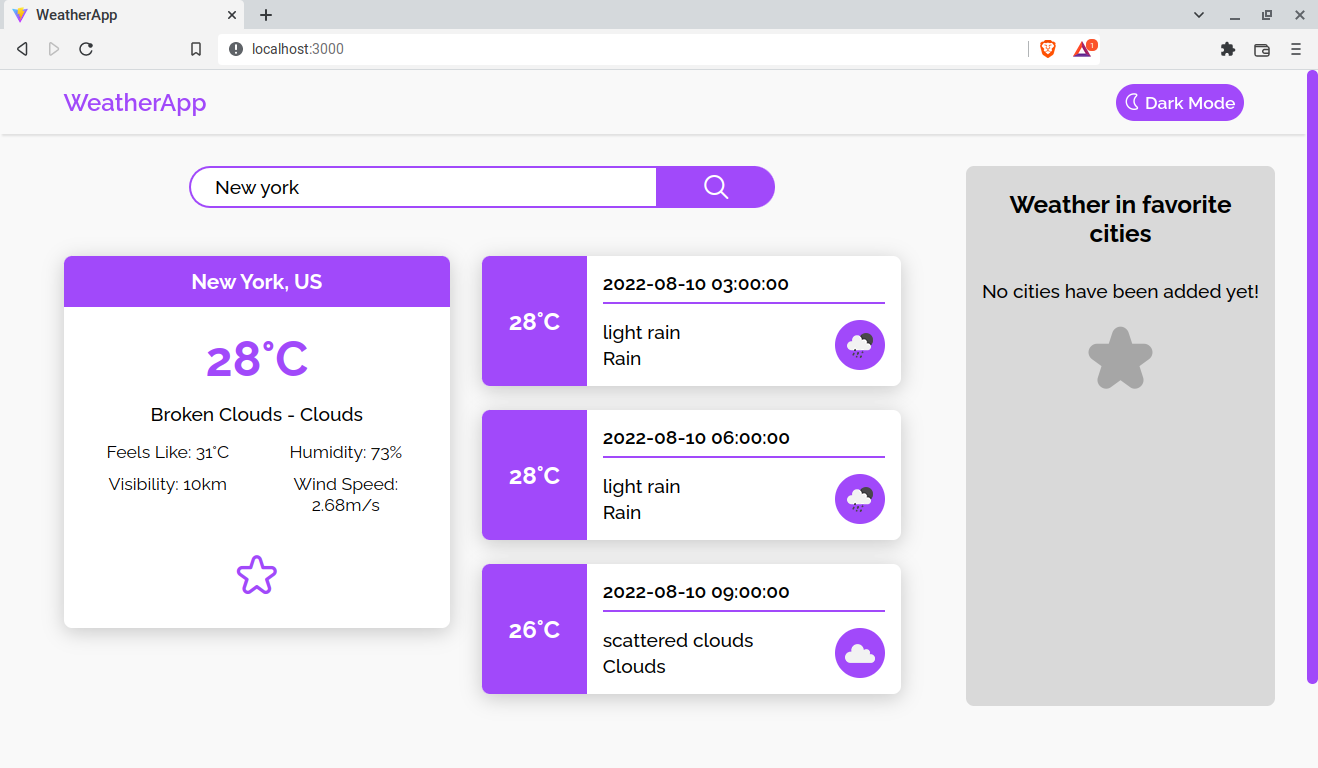 WeatherApp
localhost:3000
1
WeatherApp
Dark Mode
New york
New York, US
28°C
Broken Clouds - Clouds
Feels Like: 31°C
Humidity: 73%
Visibility: 10km
Wind Speed:
2.68m/s
28°C
2022-08-10 03:00:00
light rain
Rain
28°C
2022-08-10 06:00:00
light rain
Rain
26°C
2022-08-10 09:00:00
scattered clouds
Clouds
Weather in favorite
cities
No cities have been added yet!